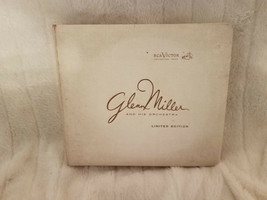 RCA Victor
Glenn Miller
AND HIS ORCHESTRA
LIMITED EDITION